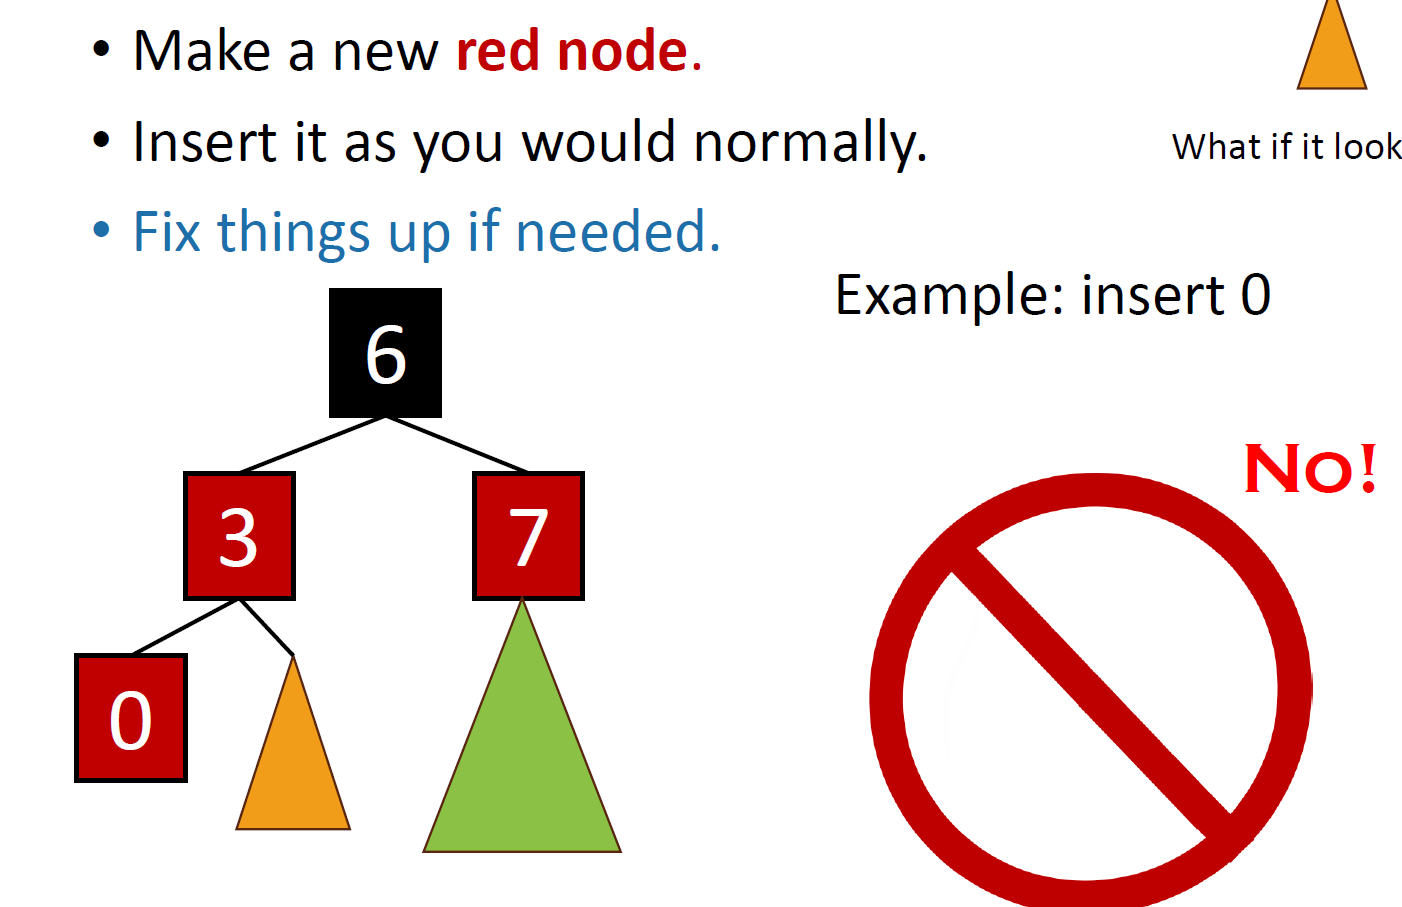 • Make a new red node.
• Insert it as you would normally.
What if it look
• Fix things up if needed.
Example: insert 0
6
No!
3
7
0